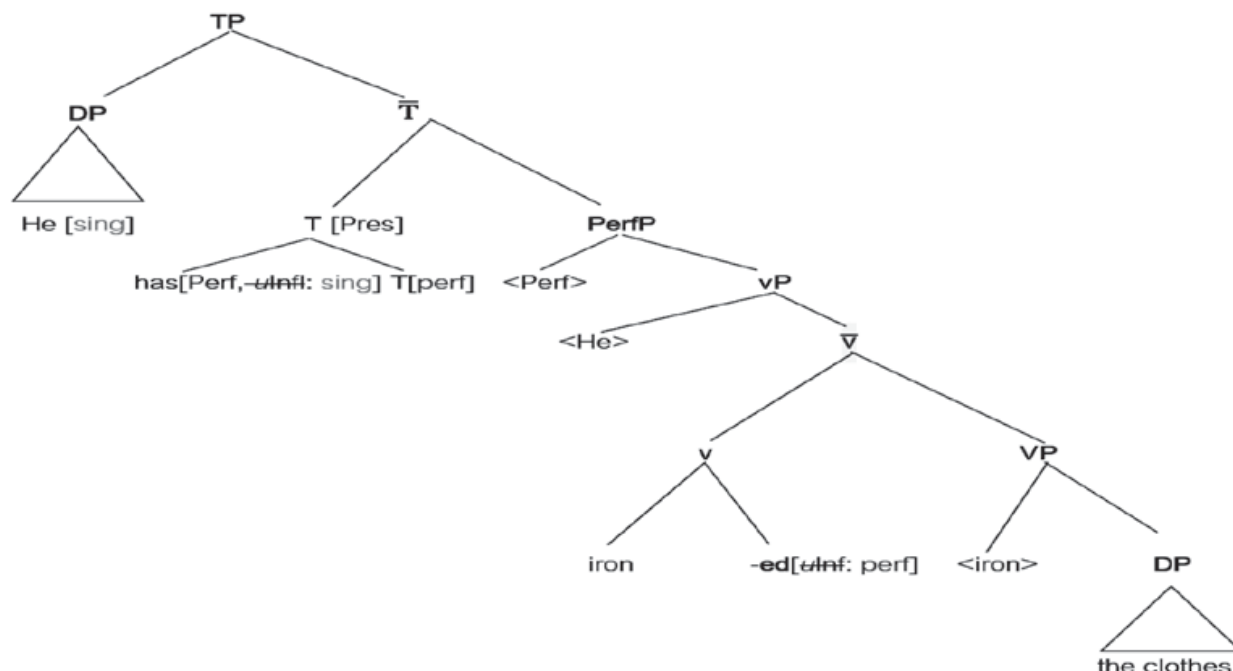 TP
DP T̅
He [sing] T [Pres] PerfP
has[Perf, uInfl: sing] T[perf] <Perf> vP
<He> v̅
v VP
iron -ed[uInf: perf] <iron> DP
the clothes